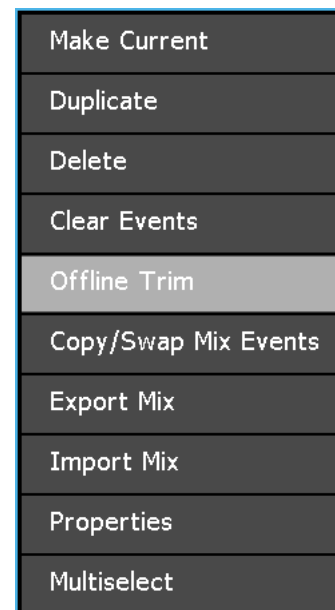 Make Current
Duplicate
Delete
Clear Events
Offline Trim
Copy/Swap Mix Events
Export Mix
Import Mix
Properties
Multiselect